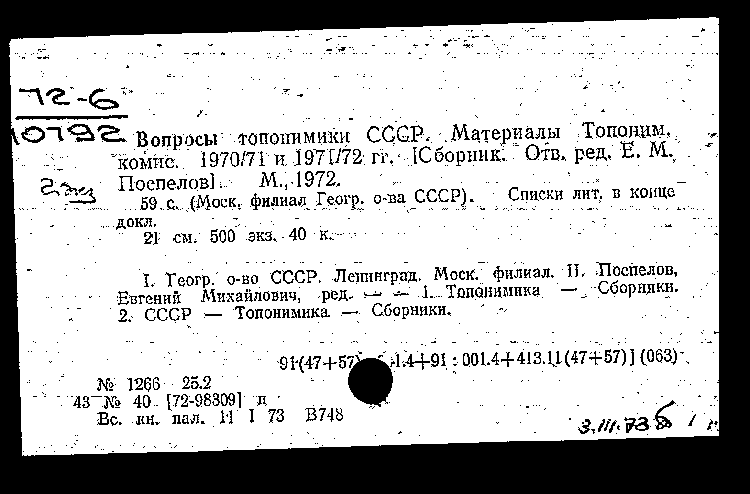 72-6
10792
Вопросы топонимики СССР. Материалы Топоним.
комис. 1970/71 и 1971/72 гг. [Сборник. Отв. ред. Е. М.
2 экз Поспелов]. М., 1972.
59 с. (Моск. филиал Геогр. о-ва СССР). Списки лит. в конце
докл.
21 см. 500 экз. 40 к.
I. Геогр. о-во СССР. Ленинград. Моск. филиал. II. Поспелов,
Евгений Михайлович, ред. — — 1. Топонимика — Сборники.
2. СССР — Топонимика — Сборники.
91(47+57) 1.4+91 : 001.4+413.11(47+57)] (063)
№ 1266 25.2
43 № 40 [72-98309] п
Вс. кн. пал. 11 I 73 В748
3.III.73